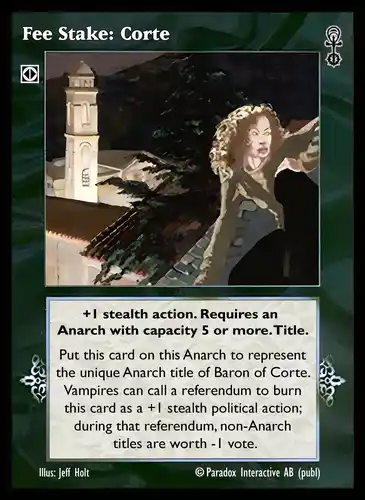 Fee Stake: Corte
+1 stealth action. Requires an
Anarch with capacity 5 or more. Title.
Put this card on this Anarch to represent
the unique Anarch title of Baron of Corte.
Vampires can call a referendum to burn
this card as a +1 stealth political action;
during that referendum, non-Anarch
titles are worth -1 vote.
Illus: Jeff Holt © Paradox Interactive AB (publ)